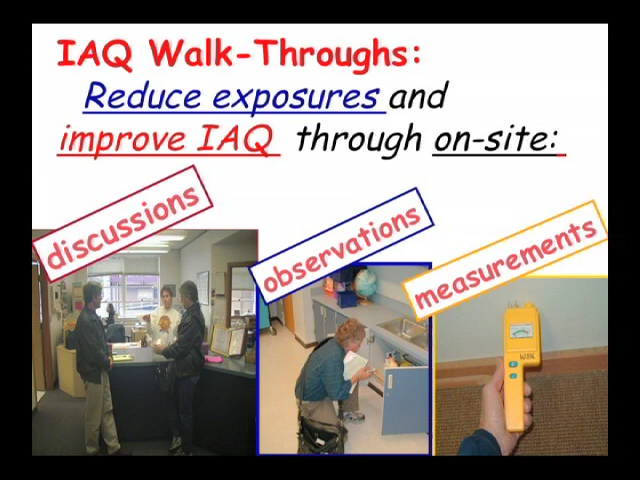 IAQ Walk-Throughs:
Reduce exposures and
improve IAQ through on-site:
discussions
observations
measurements